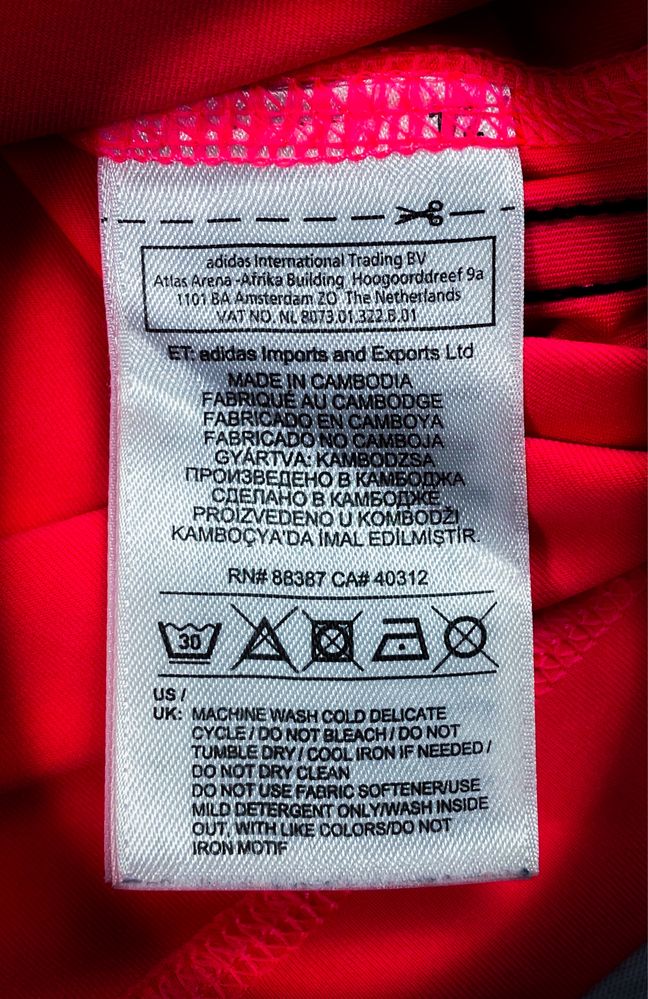 adidas International Trading BV
Atlas Arena -Afrika Building Hoogoorddreef 9a
1101 BA Amsterdam ZO The Netherlands
VAT NO. NL 8073.01.322.B.01
ET: adidas Imports and Exports Ltd
MADE IN CAMBODIA
FABRIQUÉ AU CAMBODGE
FABRICADO EN CAMBOYA
FABRICADO NO CAMBOJA
GYÁRTVA: KAMBODZSA
ПРОИЗВЕДЕНО В КАМБОДЖА
СДЕЛАНО В КАМБОДЖЕ
PROIZVEDENO U KOMBODŽI
KAMBOÇYA'DA İMAL EDİLMİŞTİR.
RN# 88387 CA# 40312
30
US /
UK: MACHINE WASH COLD DELICATE
CYCLE / DO NOT BLEACH / DO NOT
TUMBLE DRY / COOL IRON IF NEEDED /
DO NOT DRY CLEAN
DO NOT USE FABRIC SOFTENER/USE
MILD DETERGENT ONLY/WASH INSIDE
OUT, WITH LIKE COLORS/DO NOT
IRON MOTIF